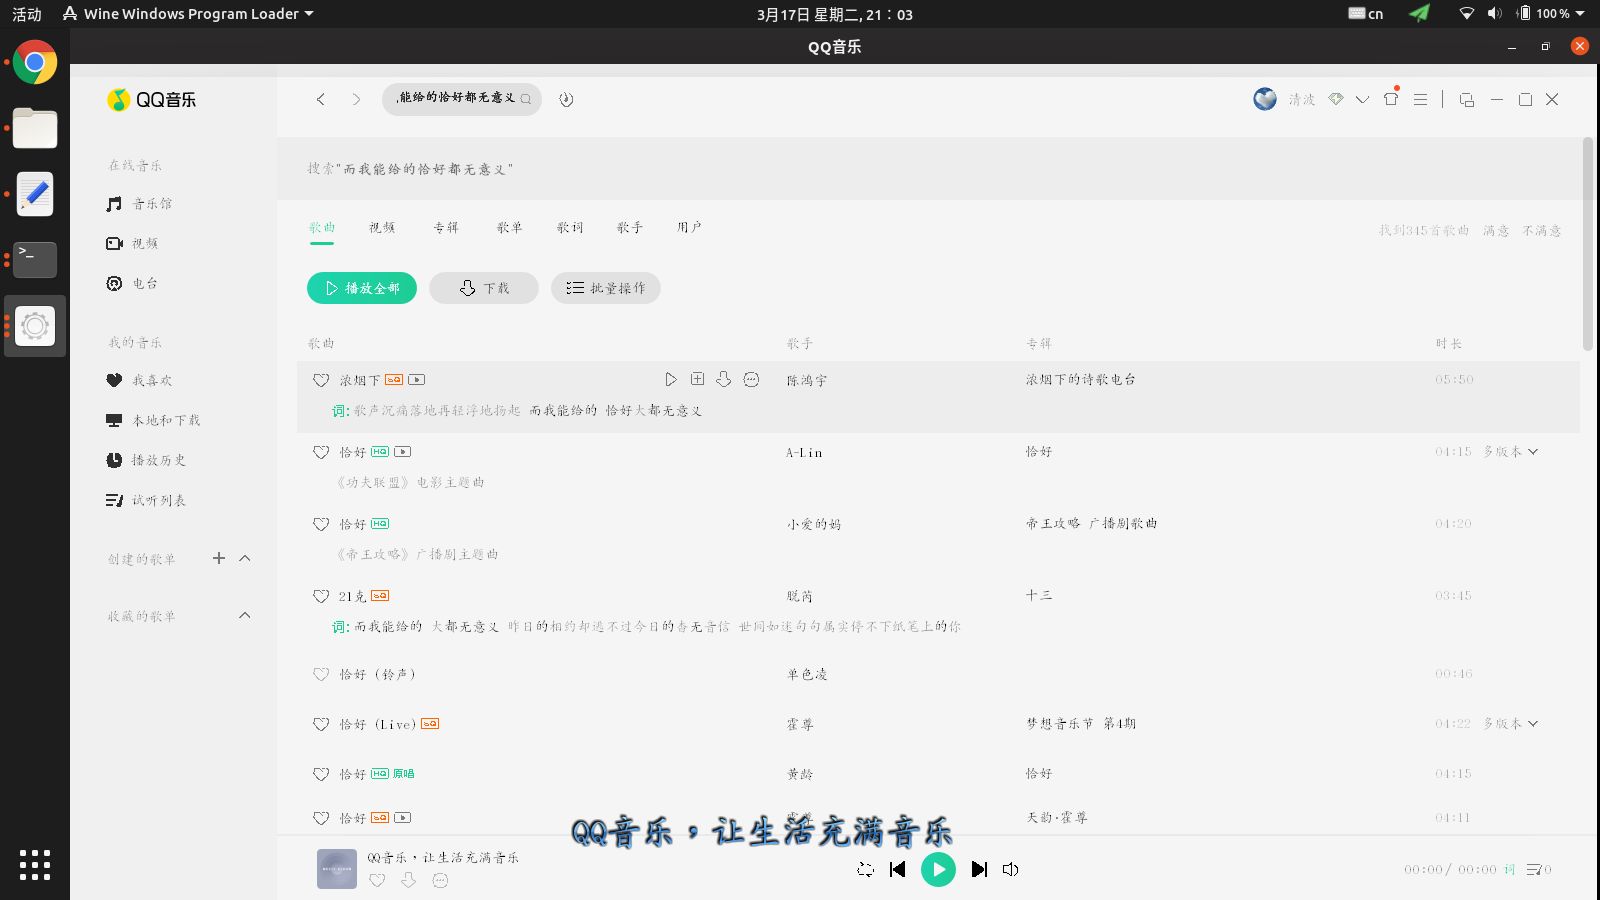 活动 Wine Windows Program Loader 3月17日 星期二, 21：03 cn 100 %
QQ音乐
QQ音乐 能给的恰好都无意义 清波
在线音乐
音乐馆
视频
电台
我的音乐
我喜欢
本地和下载
播放历史
试听列表
创建的歌单
收藏的歌单
搜索"而我能给的恰好都无意义"
歌曲 视频 专辑 歌单 歌词 歌手 用户 找到345首歌曲 满意 不满意
播放全部 下载 批量操作
歌曲 歌手 专辑 时长
浓烟下 SQ 陈鸿宇 浓烟下的诗歌电台 05:50
词: 歌声沉痛落地再轻浮地扬起 而我能给的 恰好大都无意义
恰好 HQ A-Lin 恰好 04:15 多版本
《功夫联盟》电影主题曲
恰好 HQ 小爱的妈 帝王攻略 广播剧歌曲 04:20
《帝王攻略》广播剧主题曲
21克 SQ 脱芮 十三 03:45
词: 而我能给的 大都无意义 昨日的相约却逃不过今日的杳无音信 世间如迷句句属实停不下纸笔上的你
恰好 (铃声) 单色凌 00:46
恰好 (Live) SQ 霍尊 梦想音乐节 第4期 04:22 多版本
恰好 HQ 原唱 黄龄 恰好 04:15
恰好 SQ 霍尊 天韵·霍尊 04:11
QQ音乐，让生活充满音乐
QQ音乐，让生活充满音乐
00:00/ 00:00 词 0